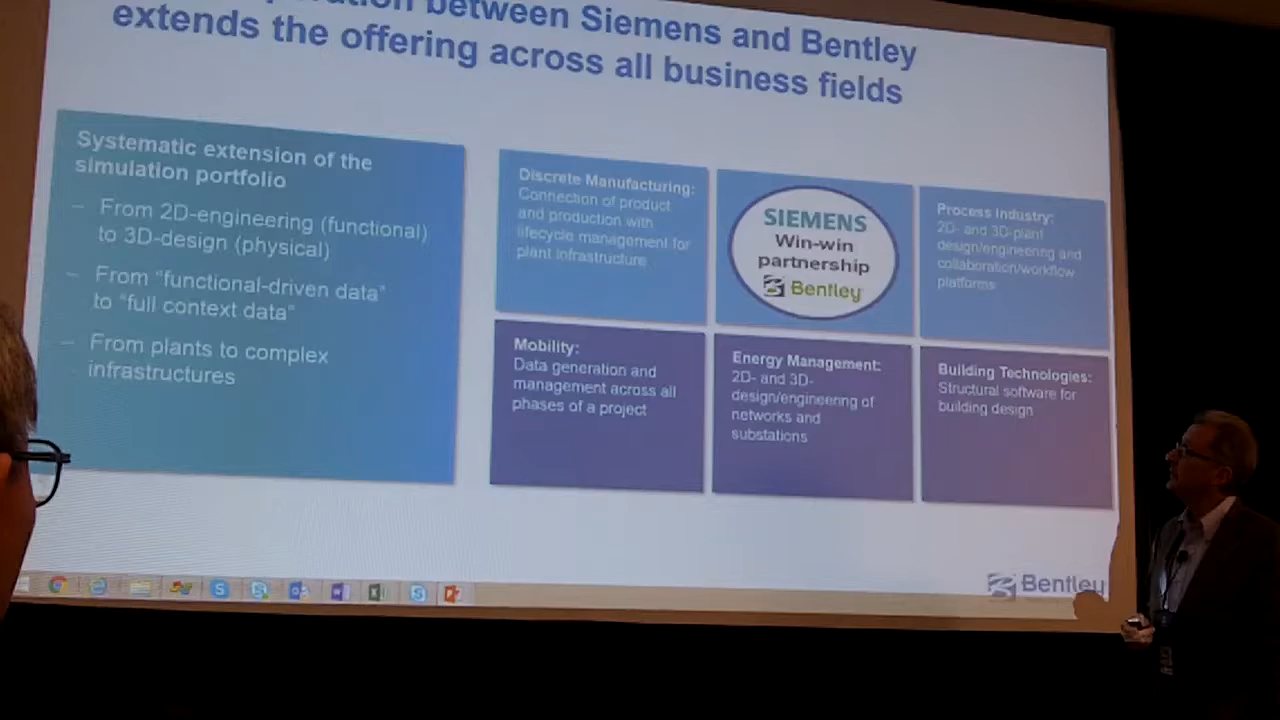 between Siemens and Bentley
extends the offering across all business fields
Systematic extension of the
simulation portfolio
– From 2D-engineering (functional)
to 3D-design (physical)
– From “functional-driven data”
to “full context data”
– From plants to complex
infrastructures
Discrete Manufacturing:
Connection of product
and production with
lifecycle management for
plant infrastructure
SIEMENS
Win-win
partnership
Bentley
Process Industry:
2D- and 3D-plant
design/engineering and
collaboration/workflow
platforms
Mobility:
Data generation and
management across all
phases of a project
Energy Management:
2D- and 3D-
design/engineering of
networks and
substations
Building Technologies:
Structural software for
building design
Bentley